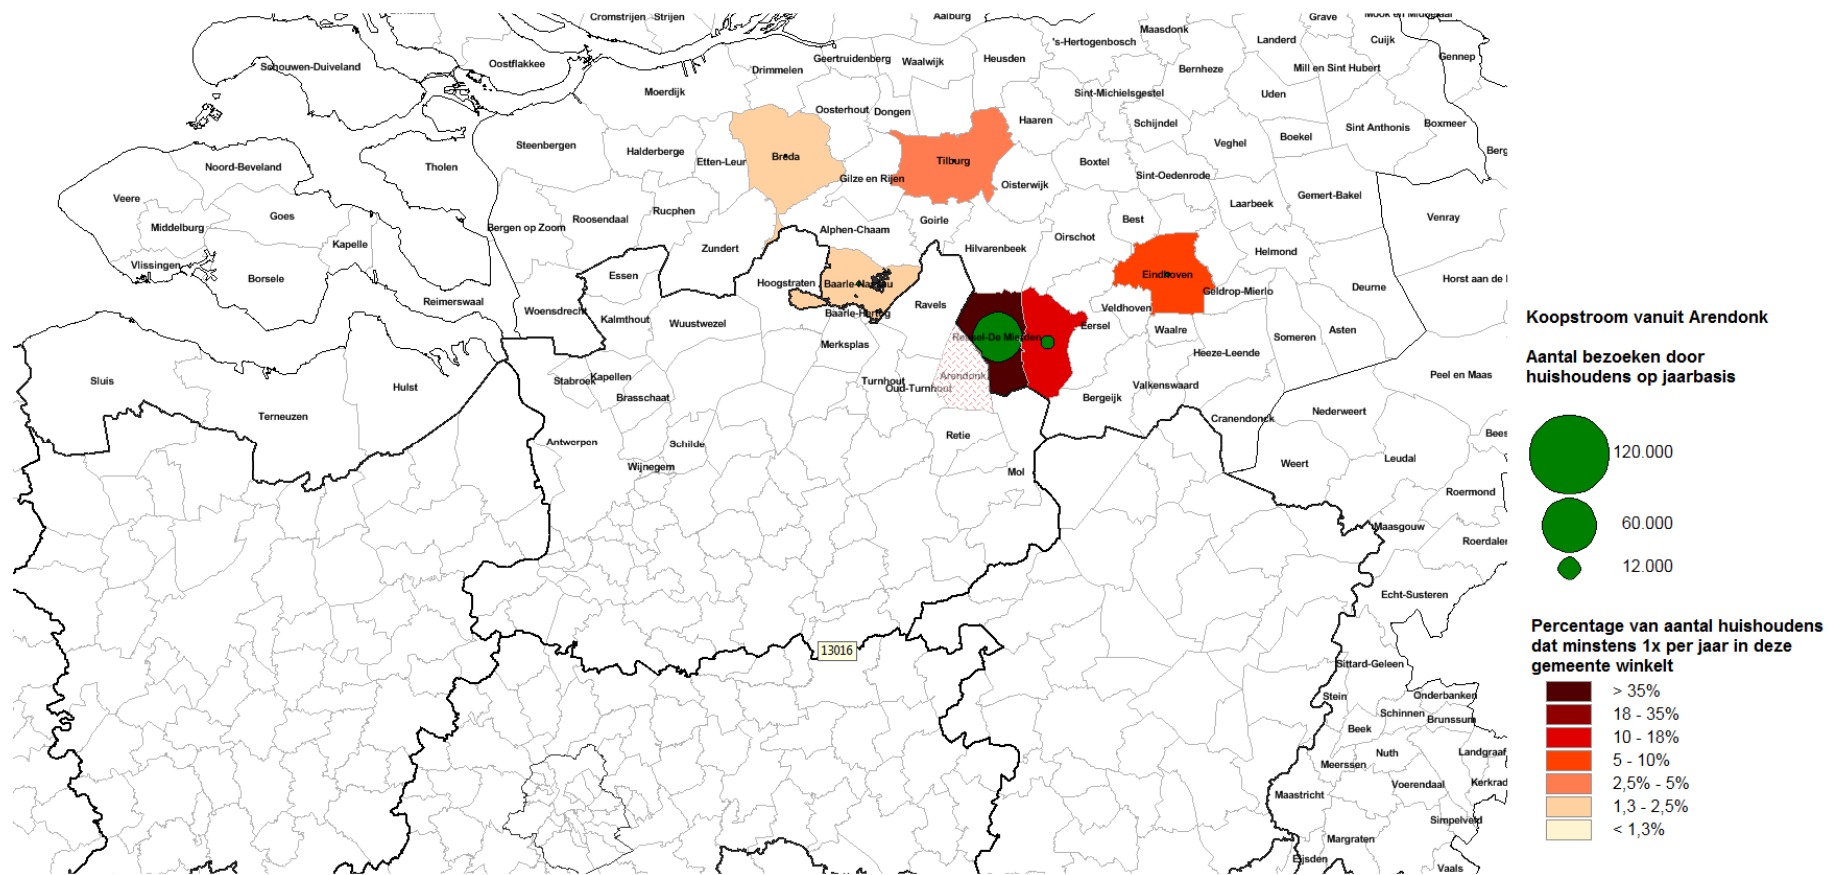 Cromstrijen
Strijen
Aalburg
Grave
Maasdonk
's-Hertogenbosch
Landerd
Cuijk
Schouwen-Duiveland
Oostflakkee
Geertruidenberg
Waalwijk
Heusden
Gennep
Drimmelen
Bernheze
Mill en Sint Hubert
Moerdijk
Sint-Michielsgestel
Uden
Oosterhout
Dongen
Haaren
Schijndel
Sint Anthonis
Boxmeer
Boekel
Steenbergen
Halderberge
Etten-Leur
Breda
Tilburg
Boxtel
Veghel
Noord-Beveland
Tholen
Gilze en Rijen
Oisterwijk
Sint-Oedenrode
Gemert-Bakel
Veere
Goes
Rucphen
Roosendaal
Laarbeek
Venray
Middelburg
Bergen op Zoom
Goirle
Best
Kapelle
Alphen-Chaam
Oirschot
Zundert
Hilvarenbeek
Helmond
Vlissingen
Borsele
Essen
Hoogstraten
Baarle-Nassau
Eindhoven
Geldrop-Mierlo
Deurne
Horst aan de
Reimerswaal
Woensdrecht
Kalmthout
Wuustwezel
Baarle-Hertog
Ravels
Veldhoven
Eersel
Waalre
Asten
Someren
Reusel-De Mierden
Merksplas
Heeze-Leende
Sluis
Hulst
Stabroek
Kapellen
Brasschaat
Turnhout
Oud-Turnhout
Arendonk
Valkenswaard
Bergeijk
Peel en Maas
Terneuzen
Cranendonck
Nederweert
Antwerpen
Schilde
Retie
Wijnegem
Mol
Weert
Leudal
Roermond
Maasgouw
Echt-Susteren
13016
Sittard-Geleen
Stein
Onderbanken
Schinnen
Brunssum
Beek
Nuth
Landgraaf
Meerssen
Voerendaal
Maastricht
Simpelveld
Margraten
Eijsden
Vaals
Koopstroom vanuit Arendonk
Aantal bezoeken door
huishoudens op jaarbasis
120.000
60.000
12.000
Percentage van aantal huishoudens
dat minstens 1x per jaar in deze
gemeente winkelt
> 35%
18 - 35%
10 - 18%
5 - 10%
2,5% - 5%
1,3 - 2,5%
< 1,3%